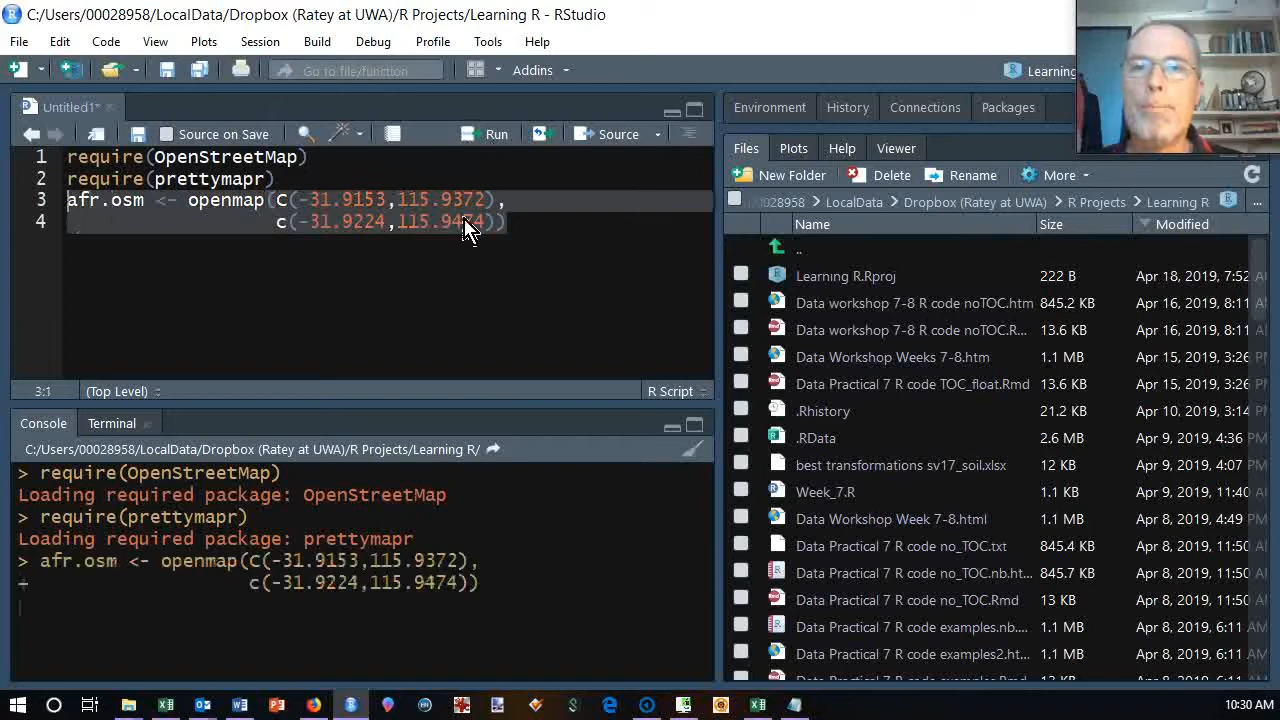 C:/Users/00028958/LocalData/Dropbox (Ratey at UWA)/R Projects/Learning R - RStudio
File Edit Code View Plots Session Build Debug Profile Tools Help
Go to file/function Addins Learning
Untitled1*
Source on Save Run Source
1 require(OpenStreetMap)
2 require(prettymapr)
3 afr.osm <- openmap(c(-31.9153,115.9372),
4 c(-31.9224,115.9474))
3:1 (Top Level) R Script
Console Terminal
C:/Users/00028958/LocalData/Dropbox (Ratey at UWA)/R Projects/Learning R/
> require(OpenStreetMap)
Loading required package: OpenStreetMap
> require(prettymapr)
Loading required package: prettymapr
> afr.osm <- openmap(c(-31.9153,115.9372),
+ c(-31.9224,115.9474))
Environment History Connections Packages
Files Plots Help Viewer
New Folder Delete Rename More
00028958 LocalData Dropbox (Ratey at UWA) R Projects Learning R ...
Name Size Modified
..
Learning R.Rproj 222 B Apr 18, 2019, 7:52
Data workshop 7-8 R code noTOC.htm 845.2 KB Apr 16, 2019, 8:11
Data workshop 7-8 R code noTOC.R... 13.6 KB Apr 16, 2019, 8:11
Data Workshop Weeks 7-8.htm 1.1 MB Apr 15, 2019, 3:26
Data Practical 7 R code TOC_float.Rmd 13.6 KB Apr 15, 2019, 3:26
.Rhistory 21.2 KB Apr 10, 2019, 3:14
.RData 2.6 MB Apr 9, 2019, 4:36
best transformations sv17_soil.xlsx 12 KB Apr 9, 2019, 4:07
Week_7.R 1.1 KB Apr 9, 2019, 11:40
Data Workshop Week 7-8.html 1.1 MB Apr 8, 2019, 4:49
Data Practical 7 R code no_TOC.txt 845.4 KB Apr 8, 2019, 11:50
Data Practical 7 R code no_TOC.nb.ht... 845.7 KB Apr 8, 2019, 11:50
Data Practical 7 R code no_TOC.Rmd 13 KB Apr 8, 2019, 11:50
Data Practical 7 R code examples.nb.... 1.1 MB Apr 8, 2019, 6:11
Data Practical 7 R code examples2.ht... 1.1 MB Apr 8, 2019, 6:11
10:30 AM